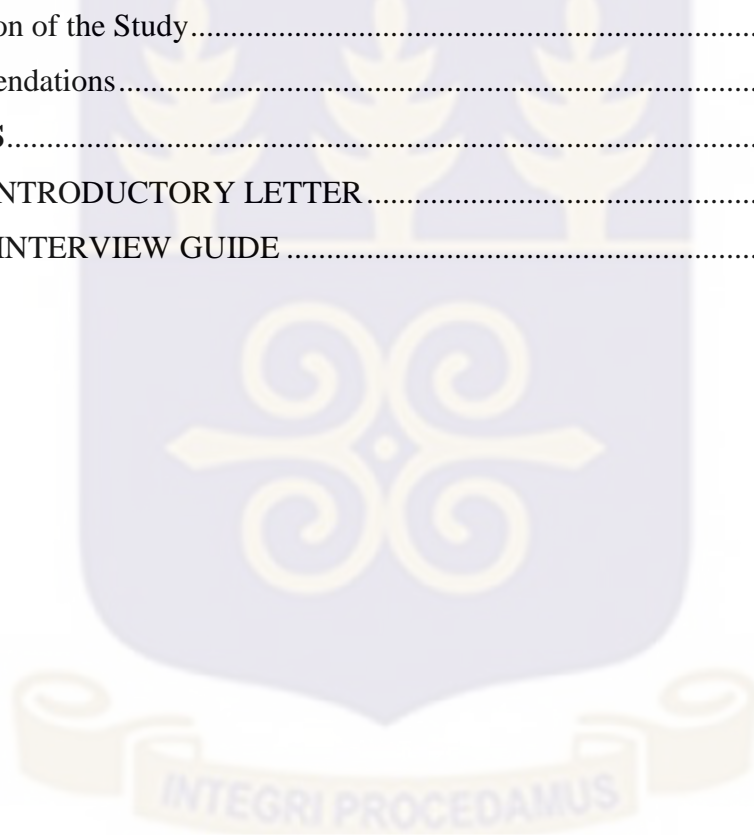 on of the Study..................................................................................
endations...............................................................................................
S....................................................................................................................
NTRODUCTORY LETTER.................................................................
INTERVIEW GUIDE ..............................................................................
INTEGRI PROCEDAMUS